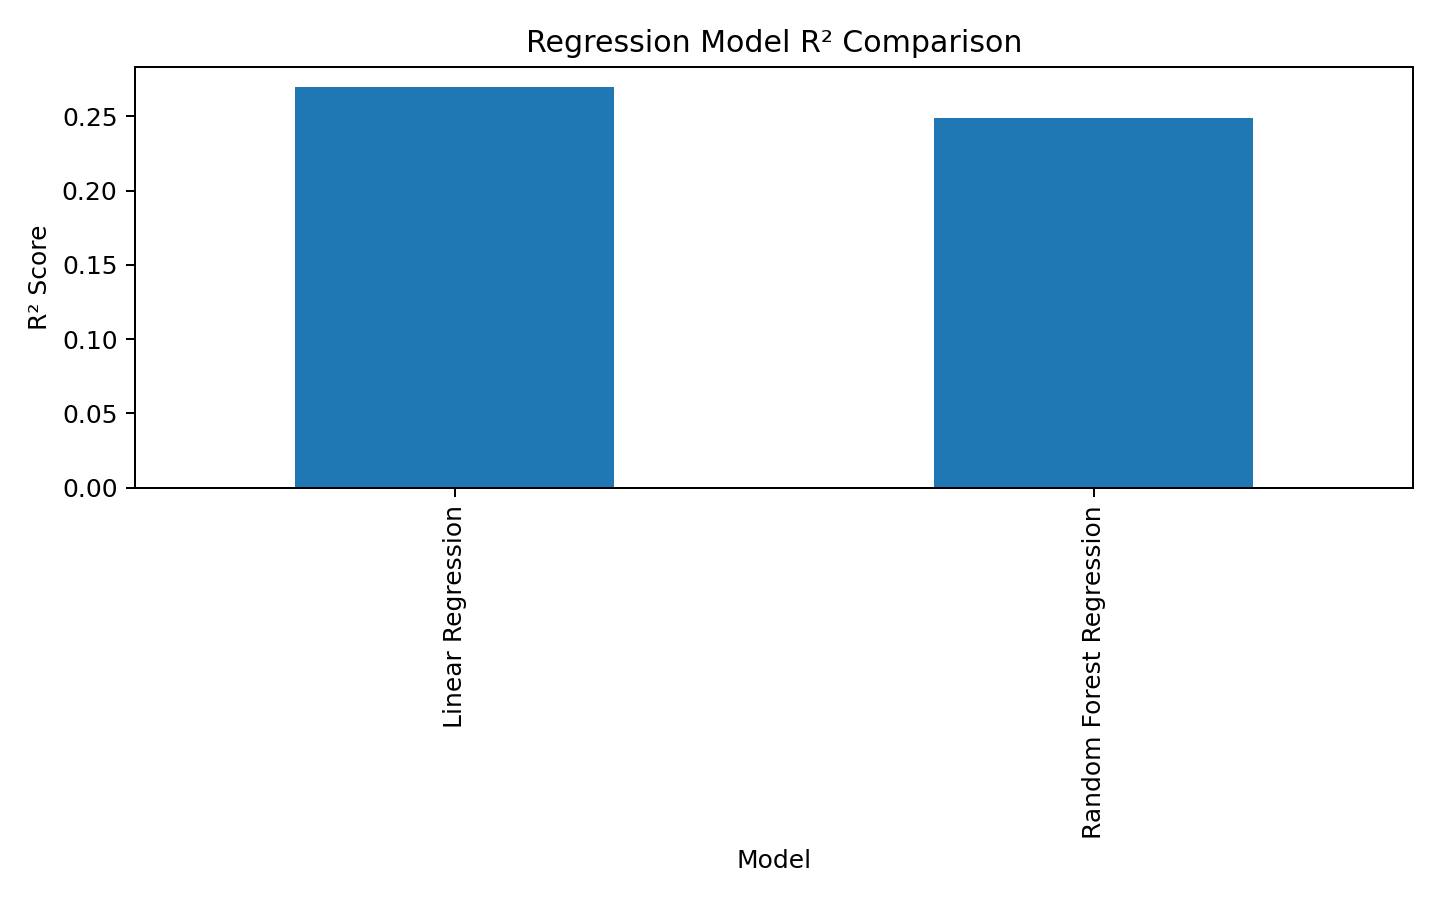 Regression Model R² Comparison
R² Score
0.25
0.20
0.15
0.10
0.05
0.00
Linear Regression
Random Forest Regression
Model